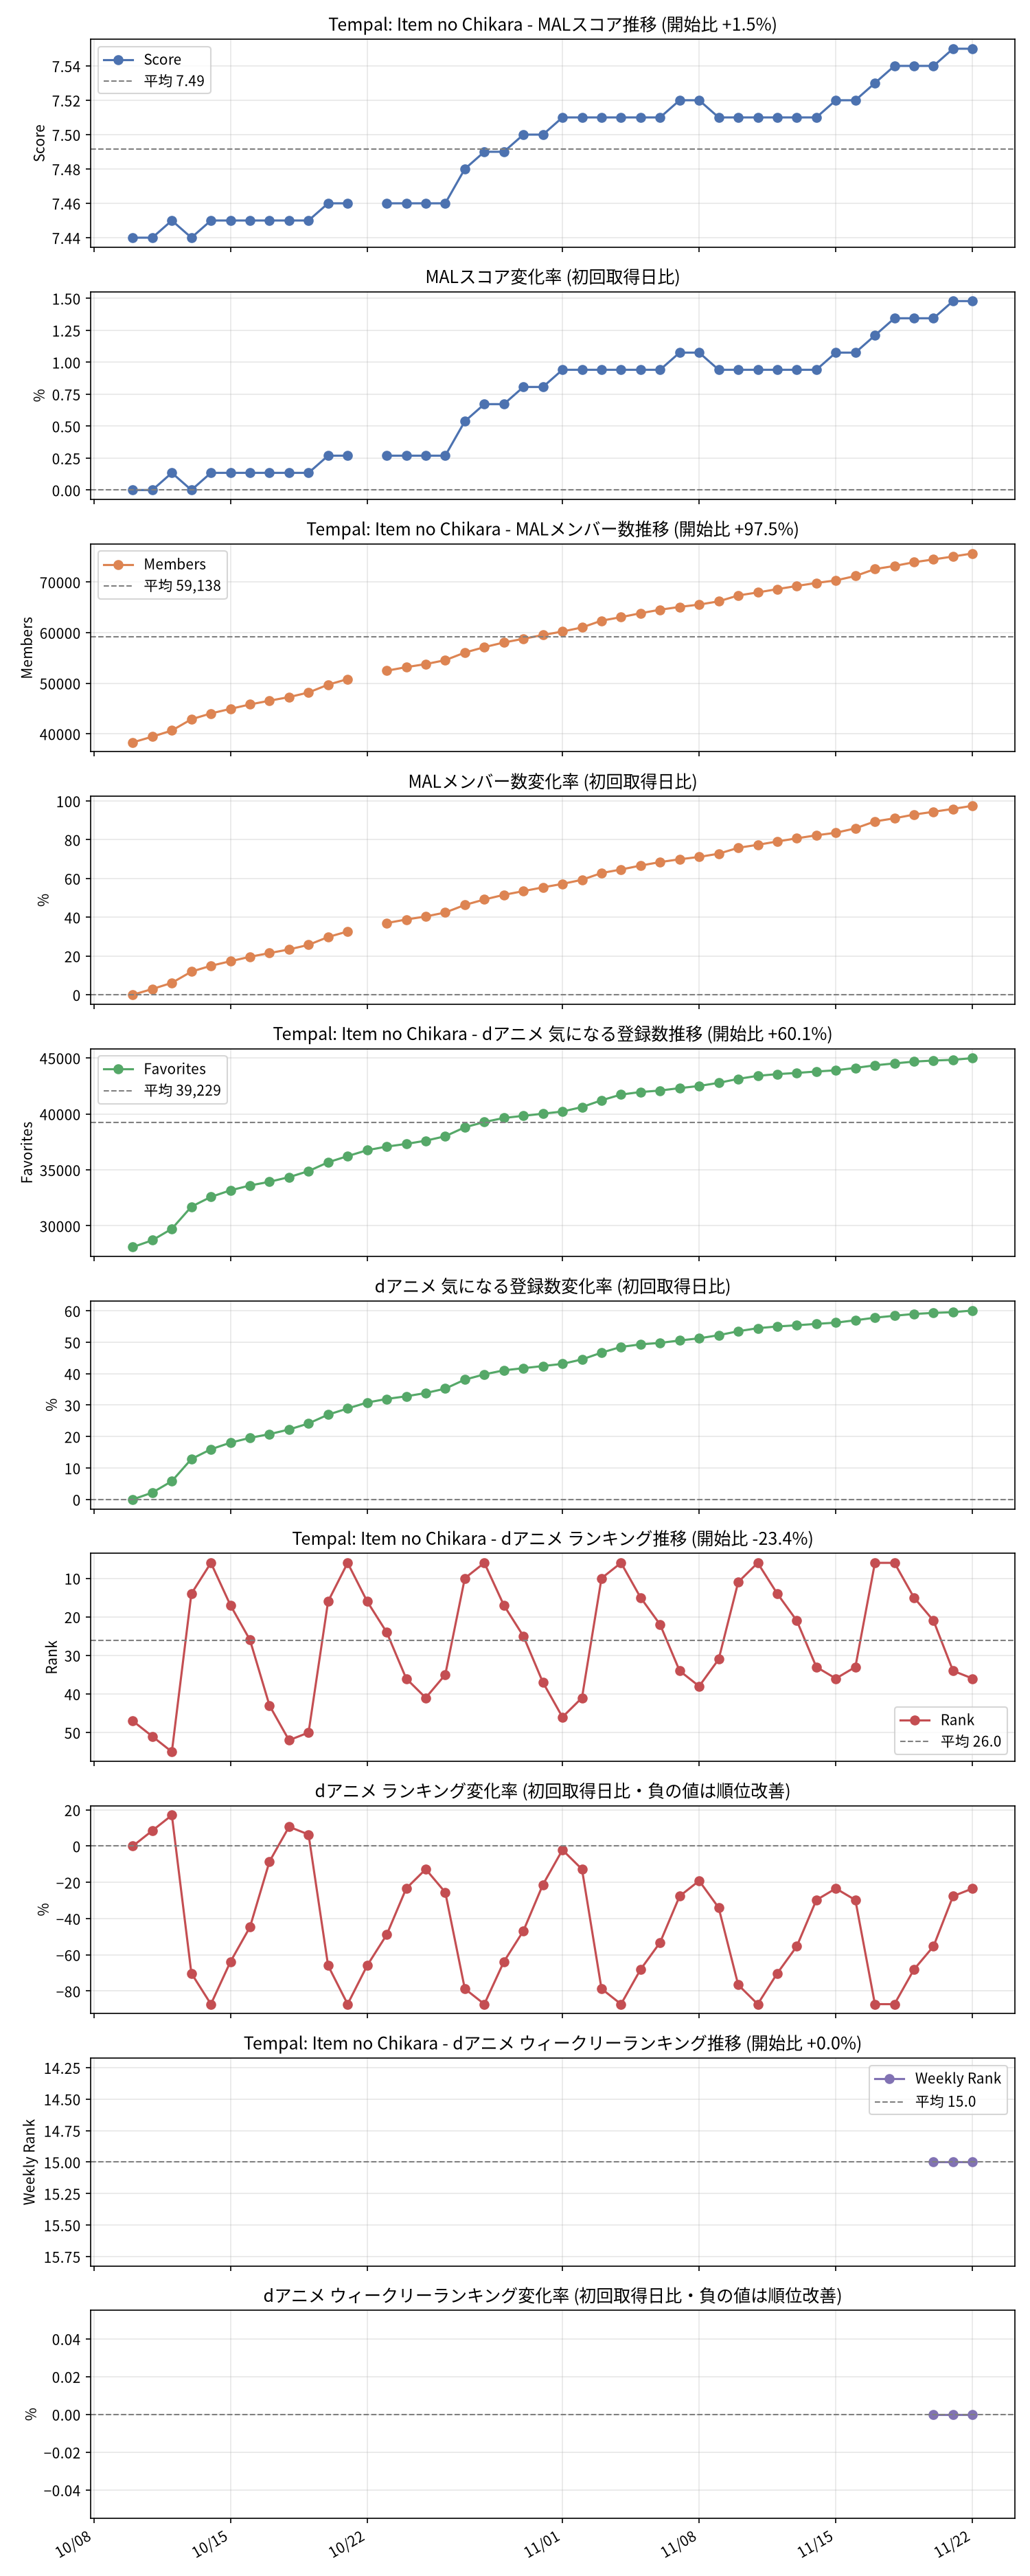 Tempal: Item no Chikara - MALスコア推移 (開始比 +1.5%)
Score
平均 7.49
Score
7.54
7.52
7.50
7.48
7.46
7.44
MALスコア変化率 (初回取得日比)
%
1.50
1.25
1.00
0.75
0.50
0.25
0.00
Tempal: Item no Chikara - MALメンバー数推移 (開始比 +97.5%)
Members
平均 59,138
Members
70000
60000
50000
40000
MALメンバー数変化率 (初回取得日比)
%
100
80
60
40
20
0
Tempal: Item no Chikara - dアニメ 気になる登録数推移 (開始比 +60.1%)
Favorites
平均 39,229
Favorites
45000
40000
35000
30000
dアニメ 気になる登録数変化率 (初回取得日比)
%
60
50
40
30
20
10
0
Tempal: Item no Chikara - dアニメ ランキング推移 (開始比 -23.4%)
Rank
10
20
30
40
50
Rank
平均 26.0
dアニメ ランキング変化率 (初回取得日比・負の値は順位改善)
%
20
0
−20
−40
−60
−80
Tempal: Item no Chikara - dアニメ ウィークリーランキング推移 (開始比 +0.0%)
Weekly Rank
平均 15.0
Weekly Rank
14.25
14.50
14.75
15.00
15.25
15.50
15.75
dアニメ ウィークリーランキング変化率 (初回取得日比・負の値は順位改善)
%
0.04
0.02
0.00
−0.02
−0.04
10/08
10/15
10/22
11/01
11/08
11/15
11/22